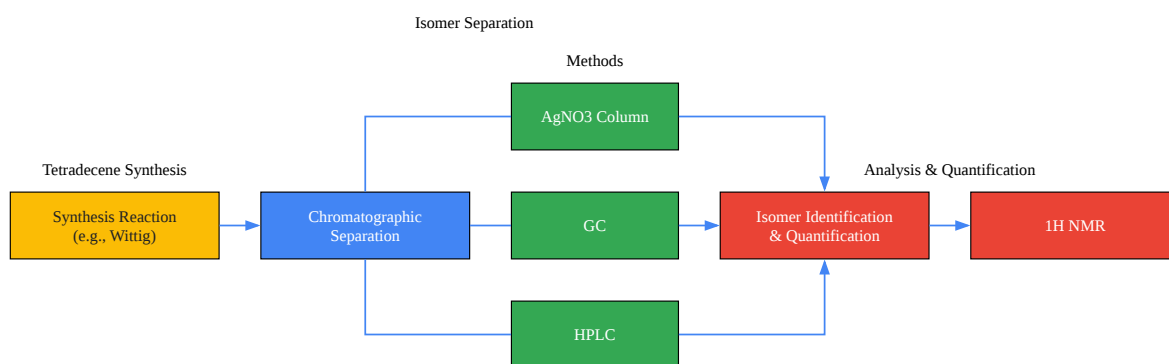 Isomer Separation
Methods
AgNO3 Column
Tetradecene Synthesis
Analysis & Quantification
Synthesis Reaction
(e.g., Wittig)
Chromatographic
Separation
GC
Isomer Identification
& Quantification
1H NMR
HPLC